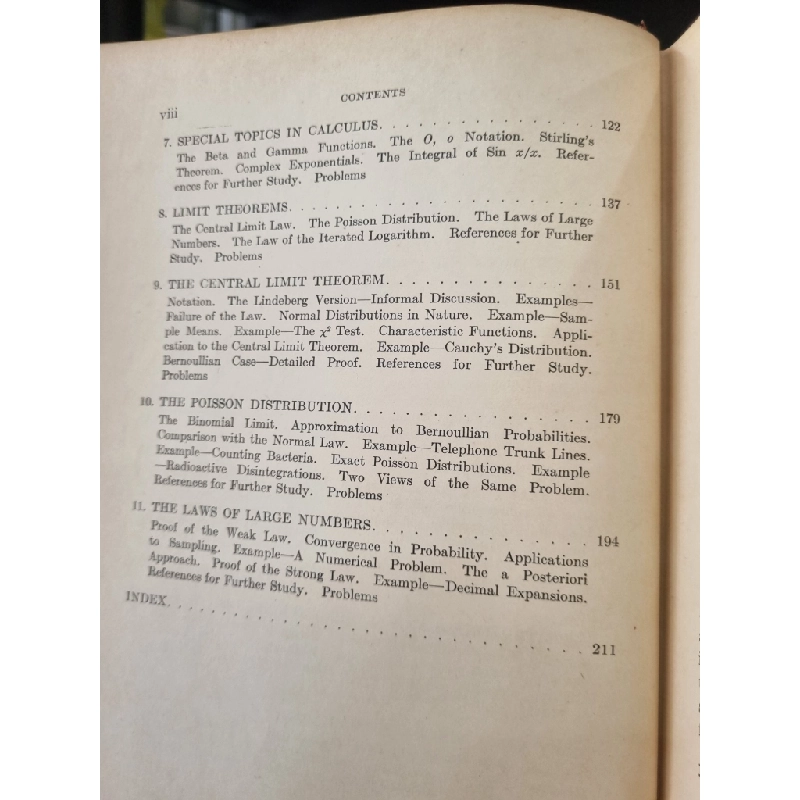 viii
CONTENTS
7. SPECIAL TOPICS IN CALCULUS. . . . . . . . . . . . . . . . 122
The Beta and Gamma Functions. The O, o Notation. Stirling's
Theorem. Complex Exponentials. The Integral of Sin x/x. Refer-
ences for Further Study. Problems
8. LIMIT THEOREMS. . . . . . . . . . . . . . . . . . . . . . 137
The Central Limit Law. The Poisson Distribution. The Laws of Large
Numbers. The Law of the Iterated Logarithm. References for Further
Study. Problems
9. THE CENTRAL LIMIT THEOREM. . . . . . . . . . . . . . . . 151
Notation. The Lindeberg Version—Informal Discussion. Examples—
Failure of the Law. Normal Distributions in Nature. Example—Sam-
ple Means. Example—The χ² Test. Characteristic Functions. Appli-
cation to the Central Limit Theorem. Example—Cauchy's Distribution.
Bernoullian Case—Detailed Proof. References for Further Study.
Problems
10. THE POISSON DISTRIBUTION. . . . . . . . . . . . . . . . . 179
The Binomial Limit. Approximation to Bernoullian Probabilities.
Comparison with the Normal Law. Example—Telephone Trunk Lines.
Example—Counting Bacteria. Exact Poisson Distributions. Example
—Radioactive Disintegrations. Two Views of the Same Problem.
References for Further Study. Problems
11. THE LAWS OF LARGE NUMBERS. . . . . . . . . . . . . . . 194
Proof of the Weak Law. Convergence in Probability. Applications
to Sampling. Example—A Numerical Problem. The a Posteriori
Approach. Proof of the Strong Law. Example—Decimal Expansions.
References for Further Study. Problems
INDEX. . . . . . . . . . . . . . . . . . . . . . . . . . . . 211